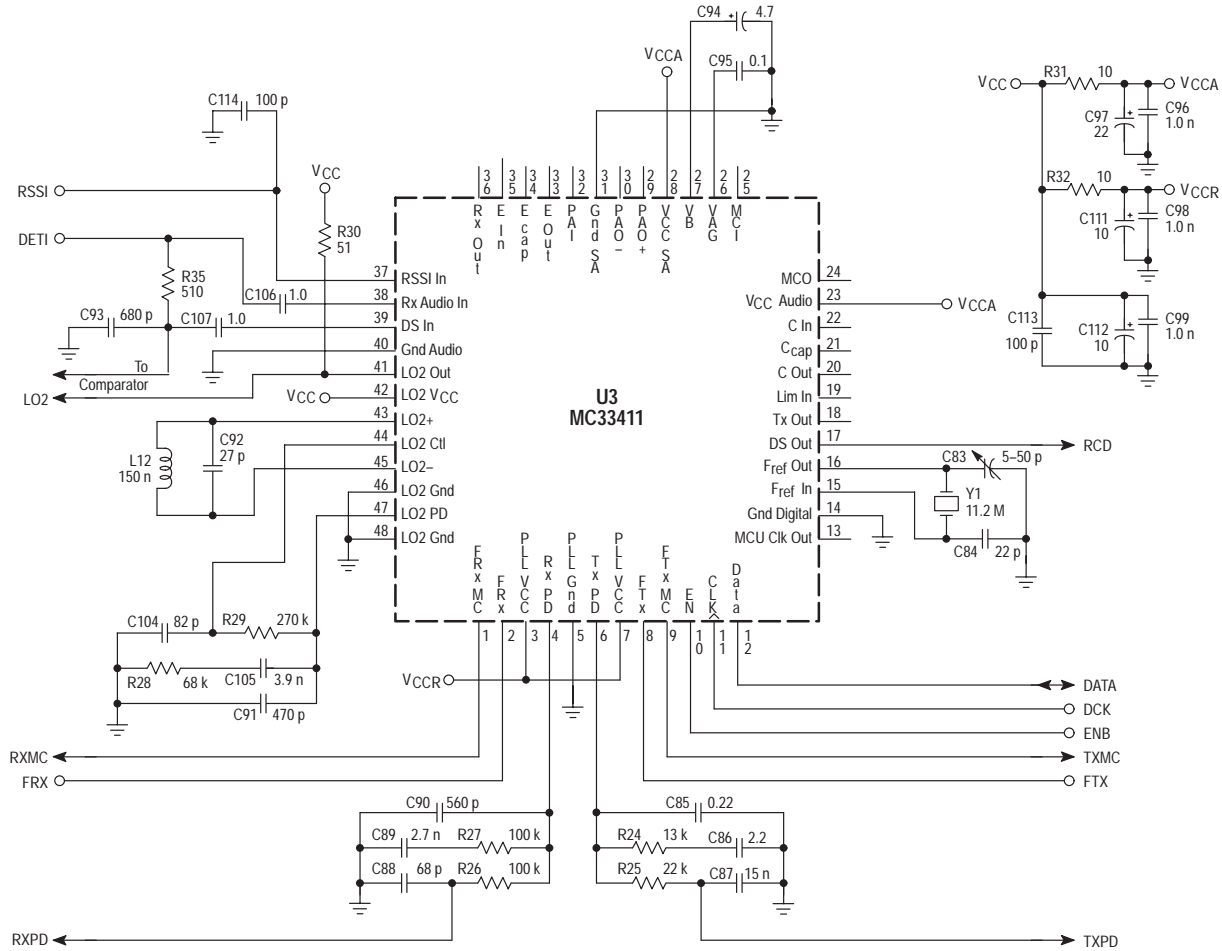 C94 + 4.7
VCCA
C95 0.1
VCC R31 10 VCCA
C97 + C96
22 1.0 n
R32 10 VCCR
C111 + C98
10 1.0 n
C113 C112 + C99
100 p 10 1.0 n
C114 100 p
RSSI
VCC
DETI
R30
51
R35
510
C106 1.0
C93 680 p C107 1.0
To
Comparator
LO2
VCC
C92
27 p
L12
150 n
36 35 34 33 32 31 30 29 28 27 26 25
Rx Out
E In
Ecap
E Out
PAI
Gnd SA
PAO–
PAO+
VCC SA
VB
VAG
MCI
37 RSSI In
38 Rx Audio In
39 DS In
40 Gnd Audio
41 LO2 Out
42 LO2 VCC
43 LO2+
44 LO2 Ctl
45 LO2–
46 LO2 Gnd
47 LO2 PD
48 LO2 Gnd
U3
MC33411
MCO 24
VCC Audio 23 VCCA
C In 22
Ccap 21
C Out 20
Lim In 19
Tx Out 18
DS Out 17 RCD
Fref Out 16
Fref In 15
Gnd Digital 14
MCU Clk Out 13
C83 5–50 p
Y1
11.2 M
C84 22 p
FRxMC
FRx
PLL VCC
RxPD
PLL Gnd
TxPD
PLL VCC
FTx
FTxMC
EN
CLK
Data
1 2 3 4 5 6 7 8 9 10 11 12
C104 82 p R29 270 k
R28 68 k C105 3.9 n
C91 470 p
VCCR
DATA
DCK
ENB
RXMC TXMC
FRX FTX
C90 560 p C85 0.22
C89 2.7 n R27 100 k R24 13 k C86 2.2
C88 68 p R26 100 k R25 22 k C87 15 n
RXPD TXPD